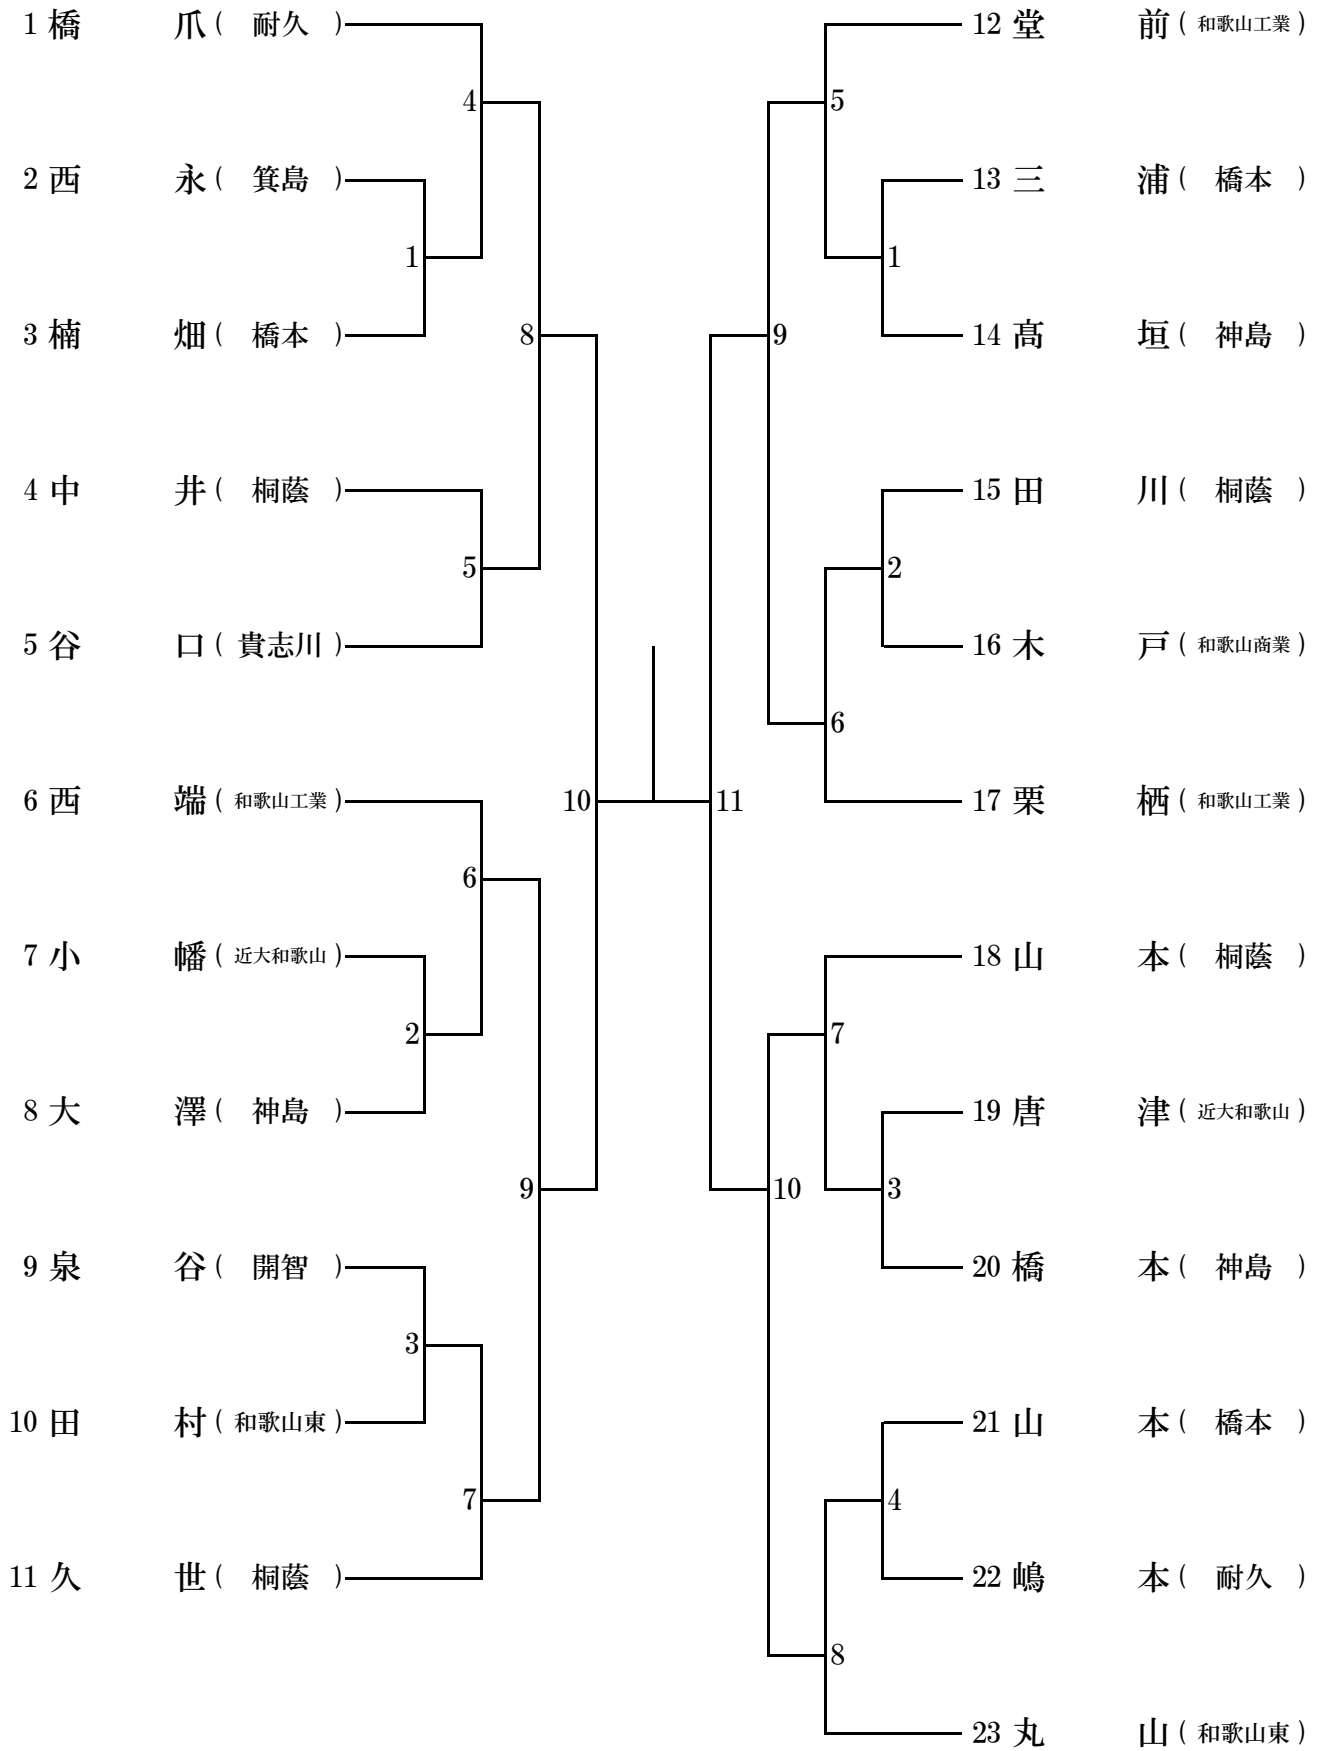 1 橋 爪 ( 耐久 )
4
2 西 永 ( 箕島 )
1
3 楠 畑 ( 橋本 )
8
4 中 井 ( 桐蔭 )
5
5 谷 口 ( 貴志川 )
6 西 端 ( 和歌山工業 )
10
6
7 小 幡 ( 近大和歌山 )
2
8 大 澤 ( 神島 )
9
9 泉 谷 ( 開智 )
3
10 田 村 ( 和歌山東 )
7
11 久 世 ( 桐蔭 )
12 堂 前 ( 和歌山工業 )
5
13 三 浦 ( 橋本 )
1
14 髙 垣 ( 神島 )
9
15 田 川 ( 桐蔭 )
2
16 木 戸 ( 和歌山商業 )
6
17 栗 栖 ( 和歌山工業 )
11
18 山 本 ( 桐蔭 )
7
19 唐 津 ( 近大和歌山 )
3
10
20 橋 本 ( 神島 )
21 山 本 ( 橋本 )
4
22 嶋 本 ( 耐久 )
8
23 丸 山 ( 和歌山東 )